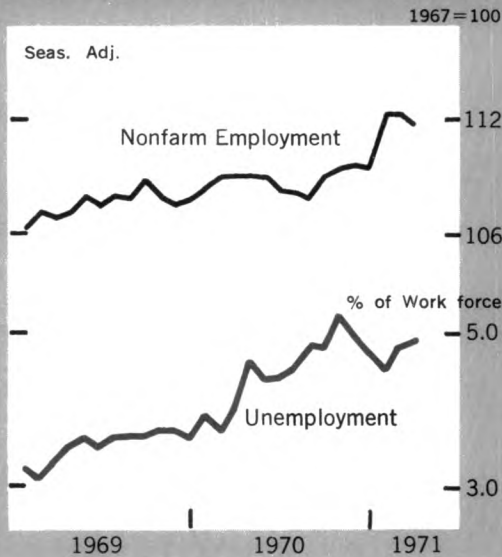 1967=100
Seas. Adj.
112
Nonfarm Employment
106
% of Work force
5.0
Unemployment
3.0
1969 1970 1971